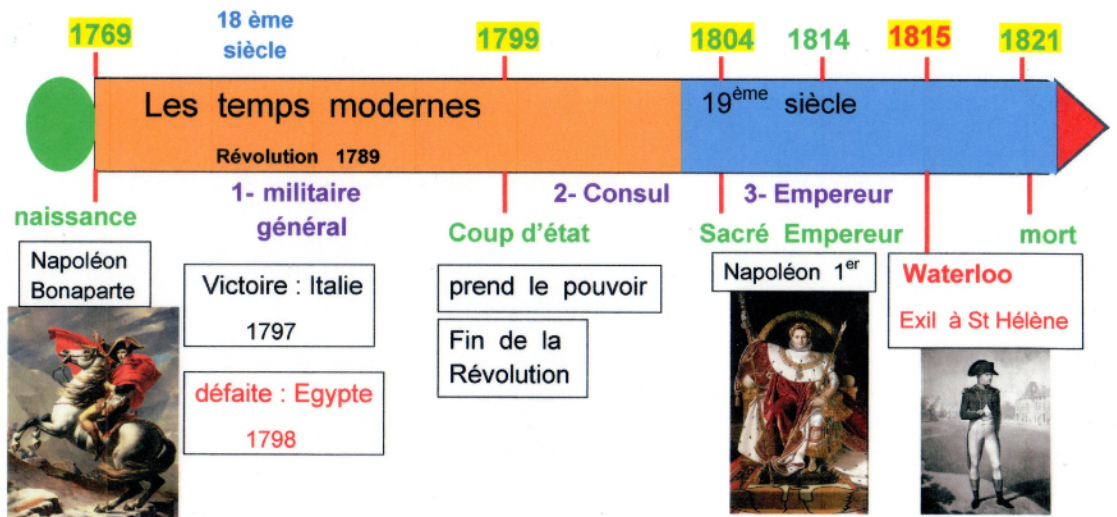 1769
18 ème
siècle
1799
1804
1814
1815
1821
Les temps modernes
19ème siècle
Révolution 1789
1- militaire
général
2- Consul
3- Empereur
naissance
Coup d'état
Sacré Empereur
mort
Napoléon
Bonaparte
Victoire : Italie
1797
défaite : Egypte
1798
prend le pouvoir
Fin de la
Révolution
Napoléon 1er
Waterloo
Exil à St Hélène